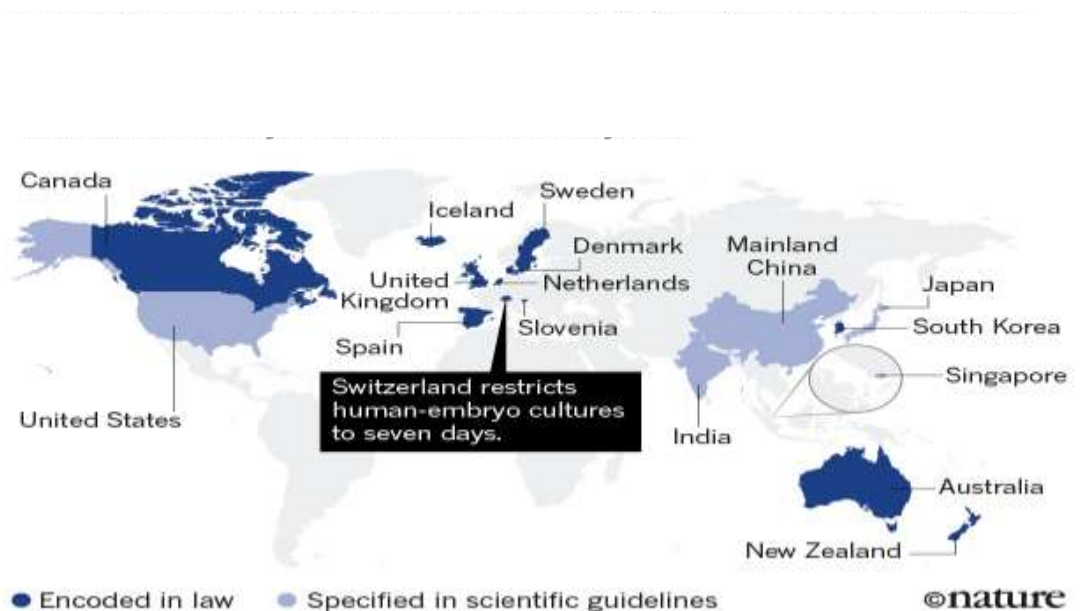 Canada
Sweden
Iceland
Denmark
Mainland
China
United
Kingdom
Netherlands
Japan
Slovenia
South Korea
Spain
Switzerland restricts
human-embryo cultures
to seven days.
Singapore
United States
India
Australia
New Zealand
Encoded in law
Specified in scientific guidelines
©nature